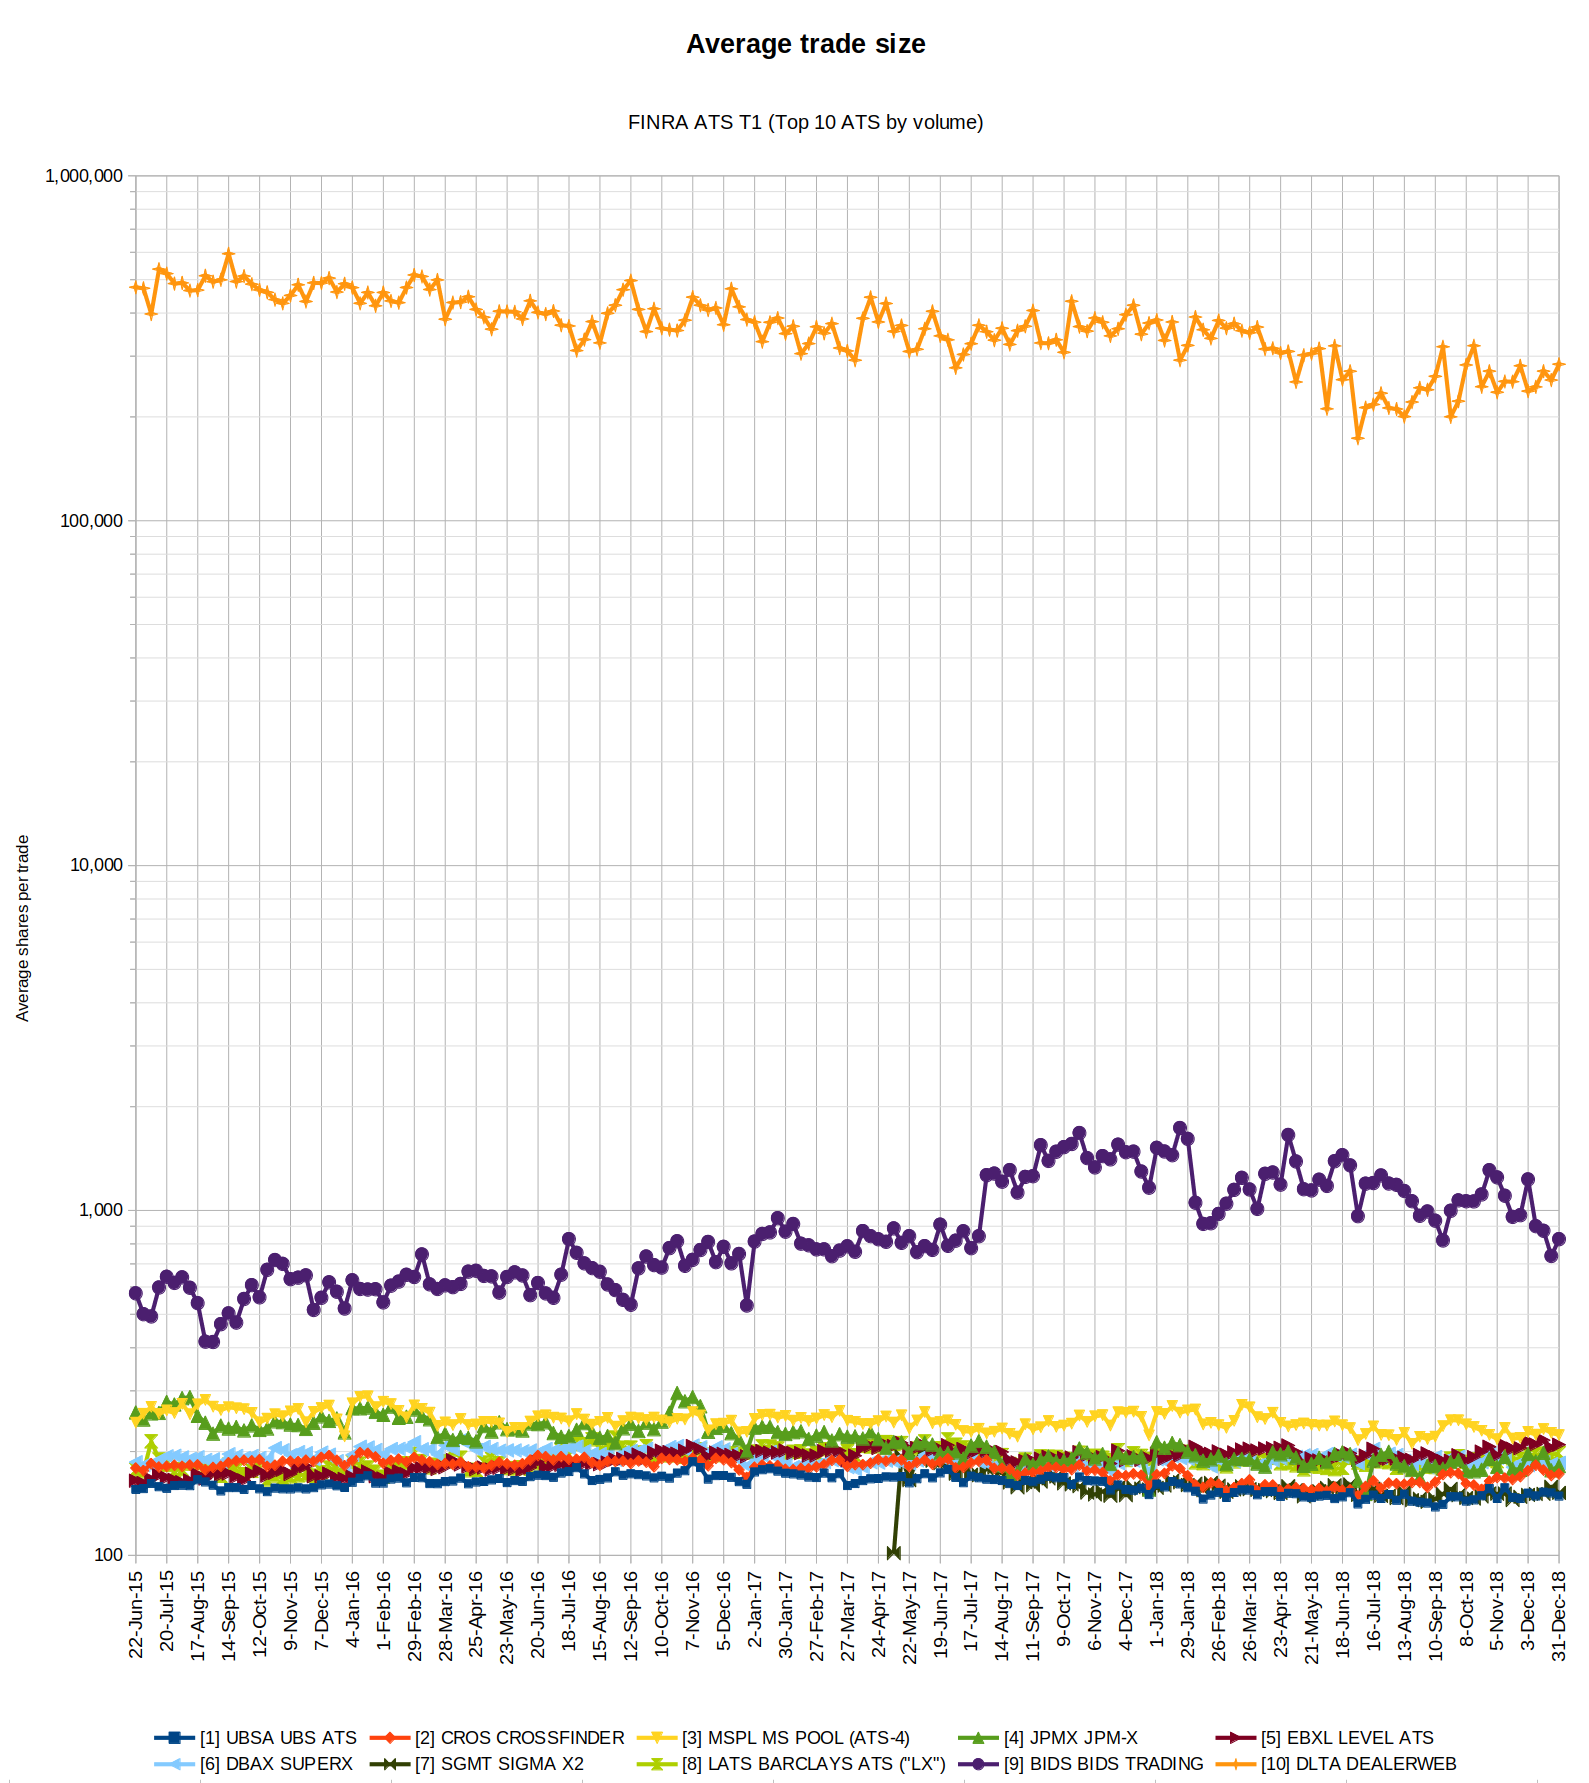 Average trade size
FINRA ATS T1 (Top 10 ATS by volume)
Average shares per trade
1,000,000
100,000
10,000
1,000
100
22-Jun-15
20-Jul-15
17-Aug-15
14-Sep-15
12-Oct-15
9-Nov-15
7-Dec-15
4-Jan-16
1-Feb-16
29-Feb-16
28-Mar-16
25-Apr-16
23-May-16
20-Jun-16
18-Jul-16
15-Aug-16
12-Sep-16
10-Oct-16
7-Nov-16
5-Dec-16
2-Jan-17
30-Jan-17
27-Feb-17
27-Mar-17
24-Apr-17
22-May-17
19-Jun-17
17-Jul-17
14-Aug-17
11-Sep-17
9-Oct-17
6-Nov-17
4-Dec-17
1-Jan-18
29-Jan-18
26-Feb-18
26-Mar-18
23-Apr-18
21-May-18
18-Jun-18
16-Jul-18
13-Aug-18
10-Sep-18
8-Oct-18
5-Nov-18
3-Dec-18
31-Dec-18
[1] UBSA UBS ATS [2] CROS CROSSFINDER [3] MSPL MS POOL (ATS-4) [4] JPMX JPM-X [5] EBXL LEVEL ATS
[6] DBAX SUPERX [7] SGMT SIGMA X2 [8] LATS BARCLAYS ATS ("LX") [9] BIDS BIDS TRADING [10] DLTA DEALERWEB